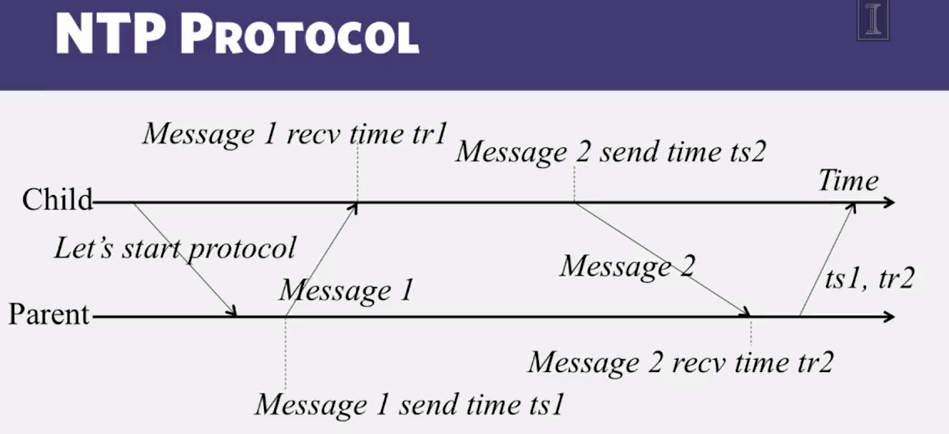 NTP PROTOCOL
I
Message 1 recv time tr1
Message 2 send time ts2
Time
Child
Let's start protocol
Message 1
Message 2
ts1, tr2
Parent
Message 2 recv time tr2
Message 1 send time ts1